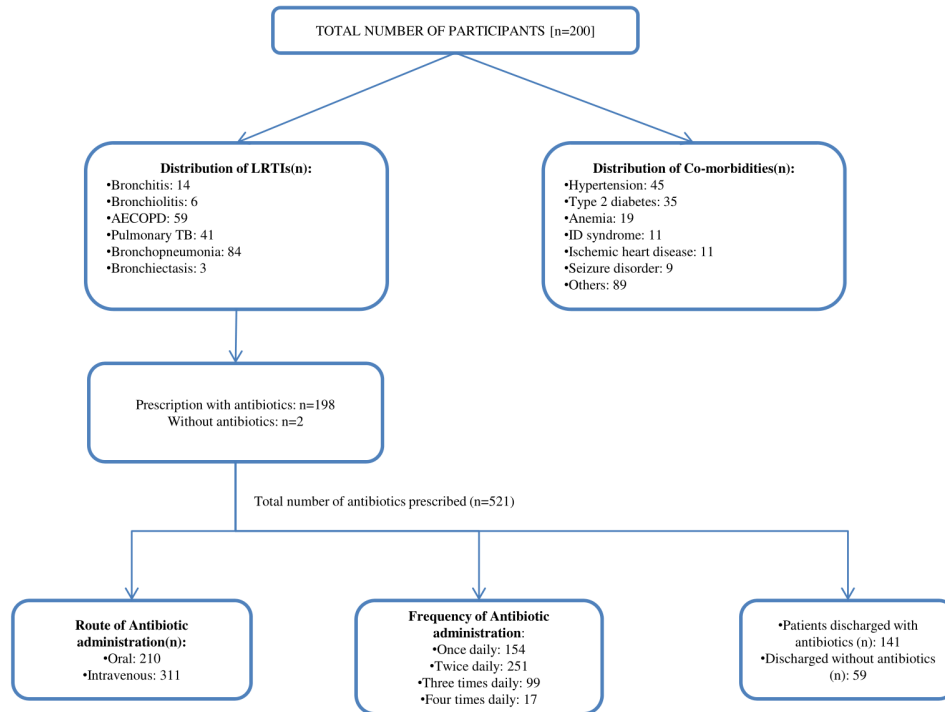 TOTAL NUMBER OF PARTICIPANTS [n=200]
Distribution of LRTIs(n):
•Bronchitis: 14
•Bronchiolitis: 6
•AECOPD: 59
•Pulmonary TB: 41
•Bronchopneumonia: 84
•Bronchiectasis: 3
Distribution of Co-morbidities(n):
•Hypertension: 45
•Type 2 diabetes: 35
•Anemia: 19
•ID syndrome: 11
•Ischemic heart disease: 11
•Seizure disorder: 9
•Others: 89
Prescription with antibiotics: n=198
Without antibiotics: n=2
Total number of antibiotics prescribed (n=521)
Route of Antibiotic
administration(n):
•Oral: 210
•Intravenous: 311
Frequency of Antibiotic
administration:
•Once daily: 154
•Twice daily: 251
•Three times daily: 99
•Four times daily: 17
•Patients discharged with
antibiotics (n): 141
•Discharged without antibiotics
(n): 59